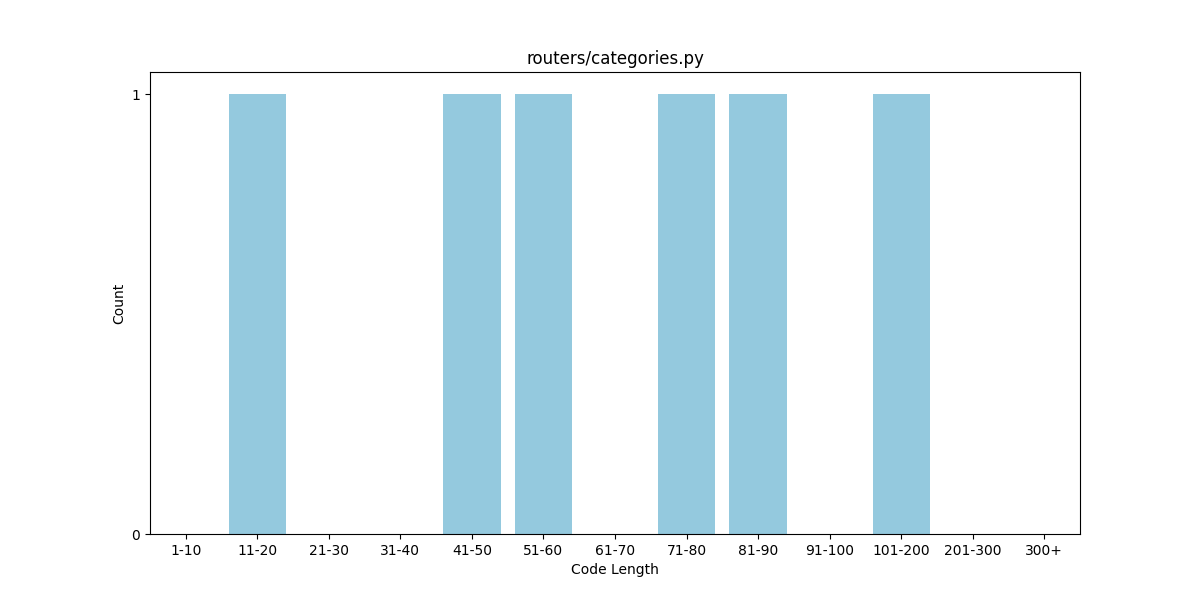 routers/categories.py
1
0
Count
1-10 11-20 21-30 31-40 41-50 51-60 61-70 71-80 81-90 91-100 101-200 201-300 300+
Code Length